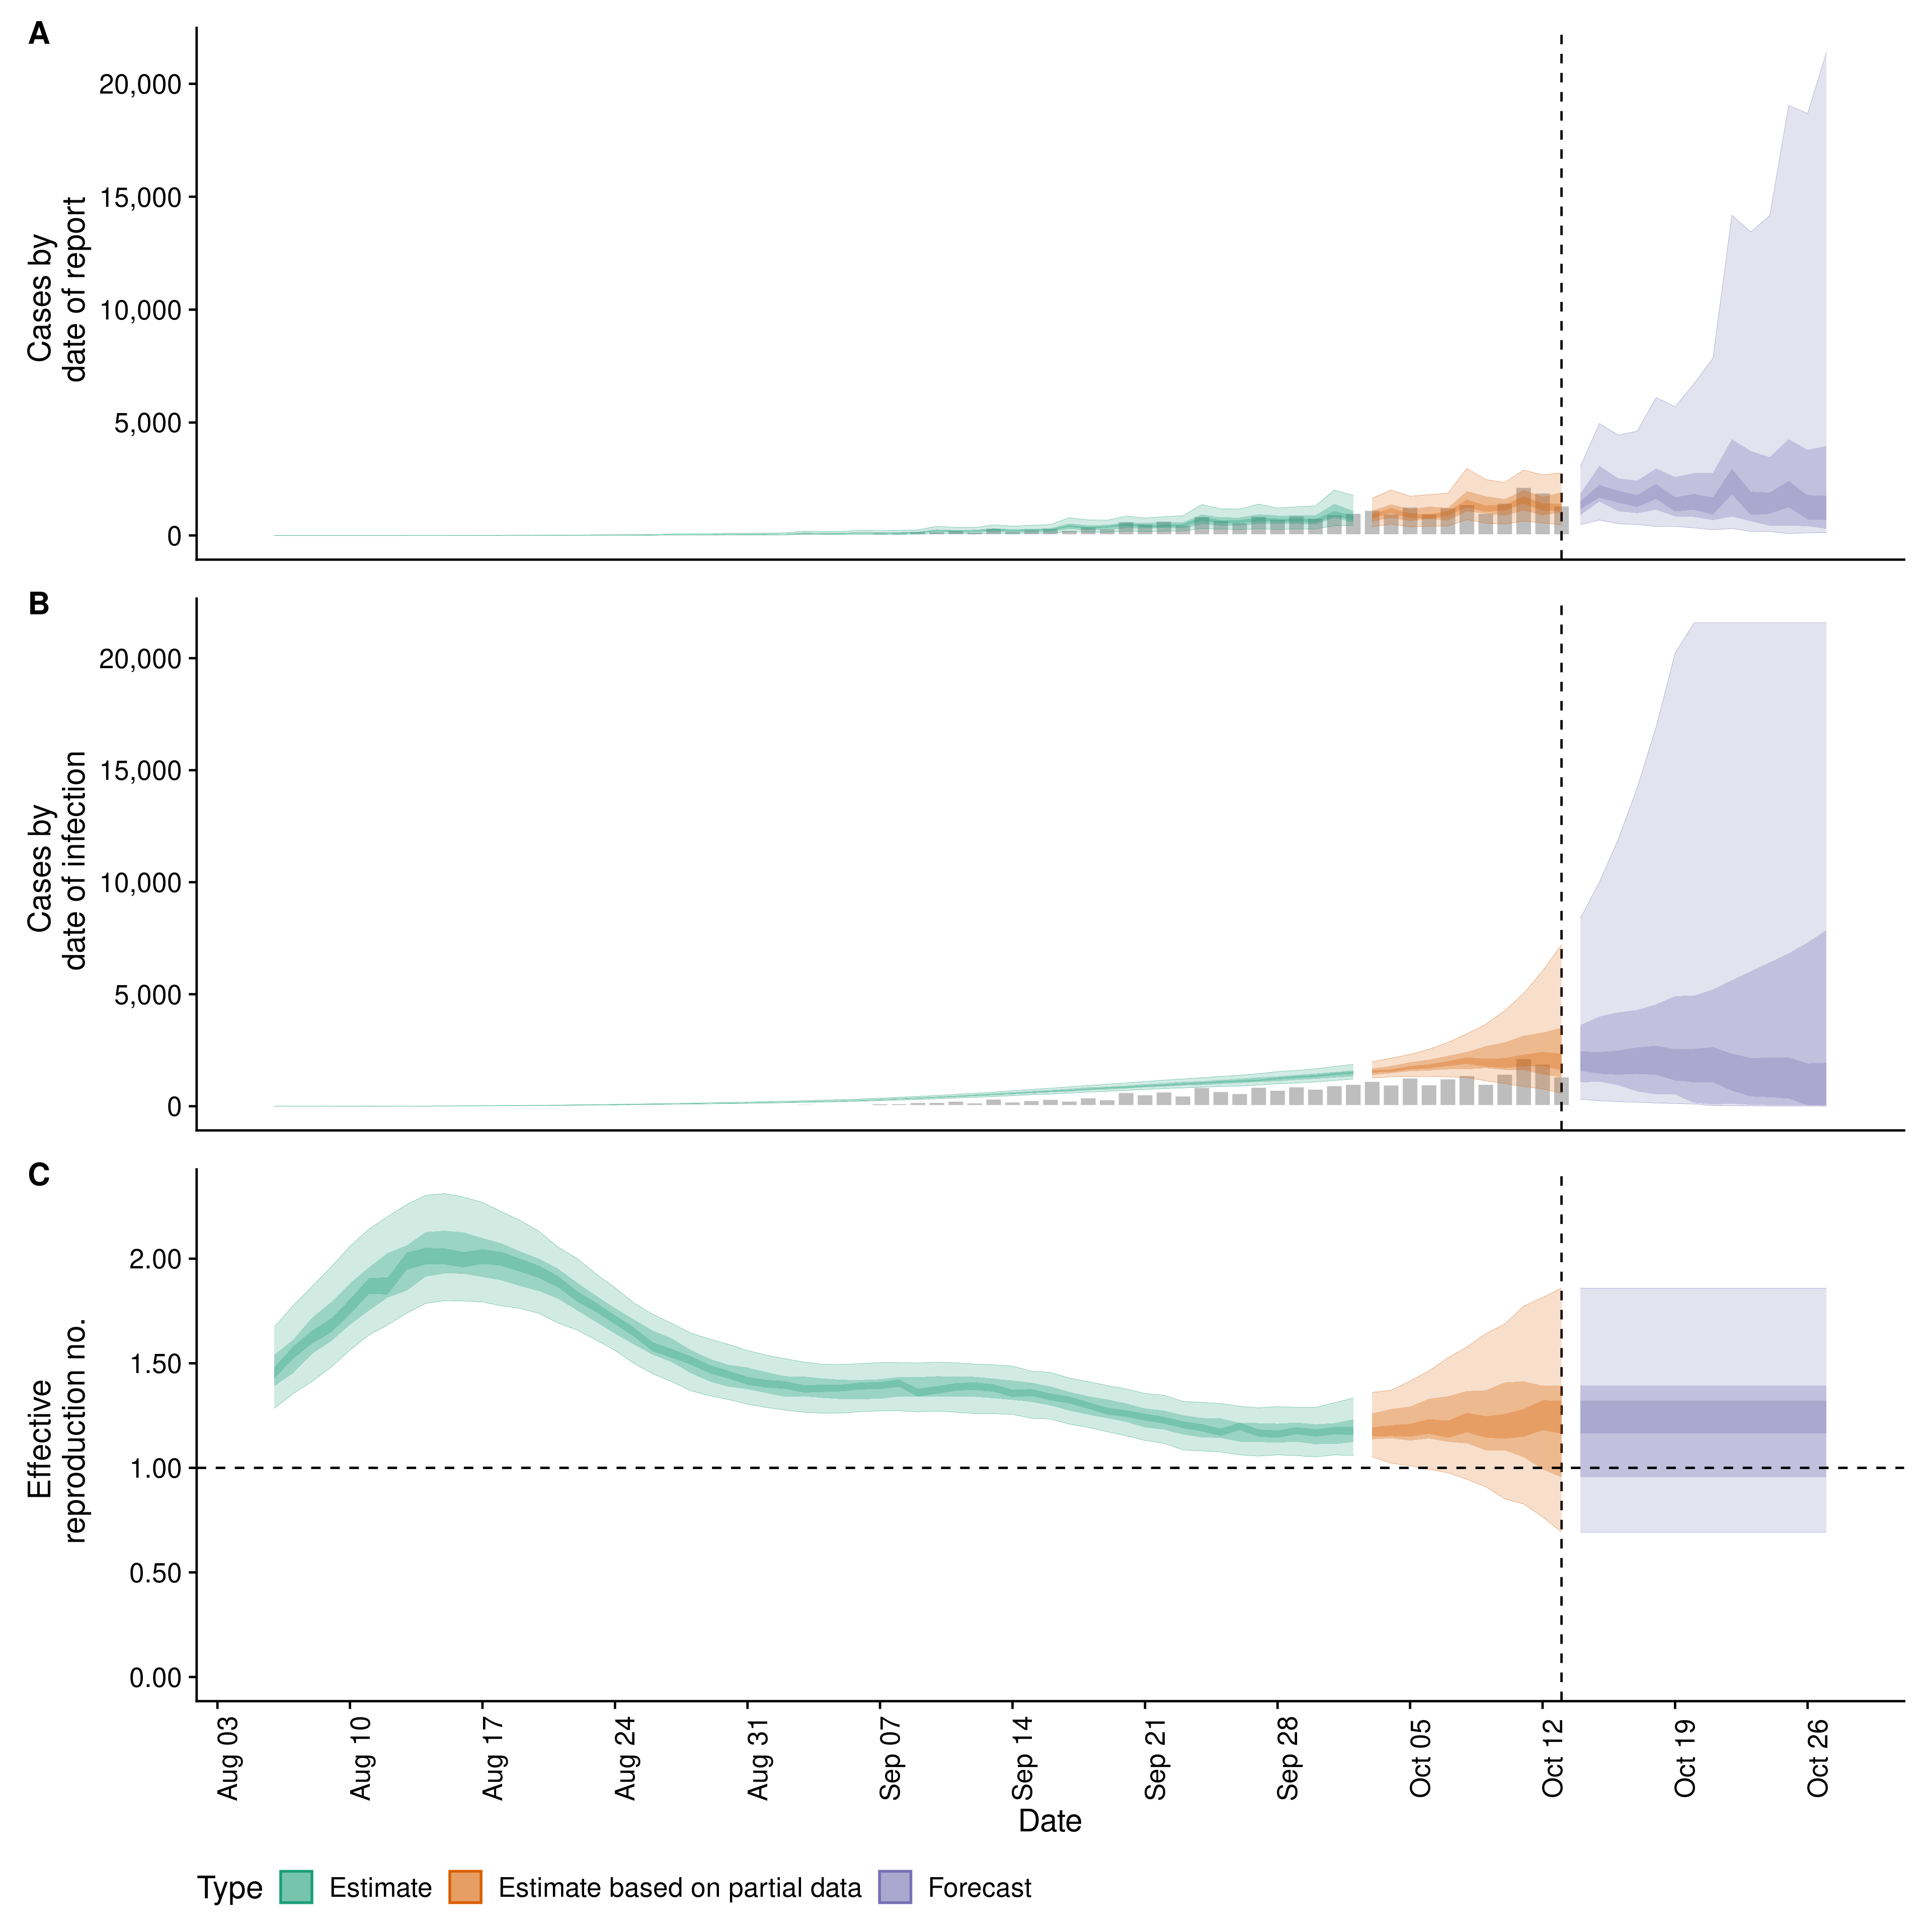 A
20,000
15,000
10,000
5,000
0
Cases by
date of report
B
20,000
15,000
10,000
5,000
0
Cases by
date of infection
C
2.00
1.50
1.00
0.50
0.00
Effective
reproduction no.
Aug 03
Aug 10
Aug 17
Aug 24
Aug 31
Sep 07
Sep 14
Sep 21
Sep 28
Oct 05
Oct 12
Oct 19
Oct 26
Date
Type Estimate Estimate based on partial data Forecast